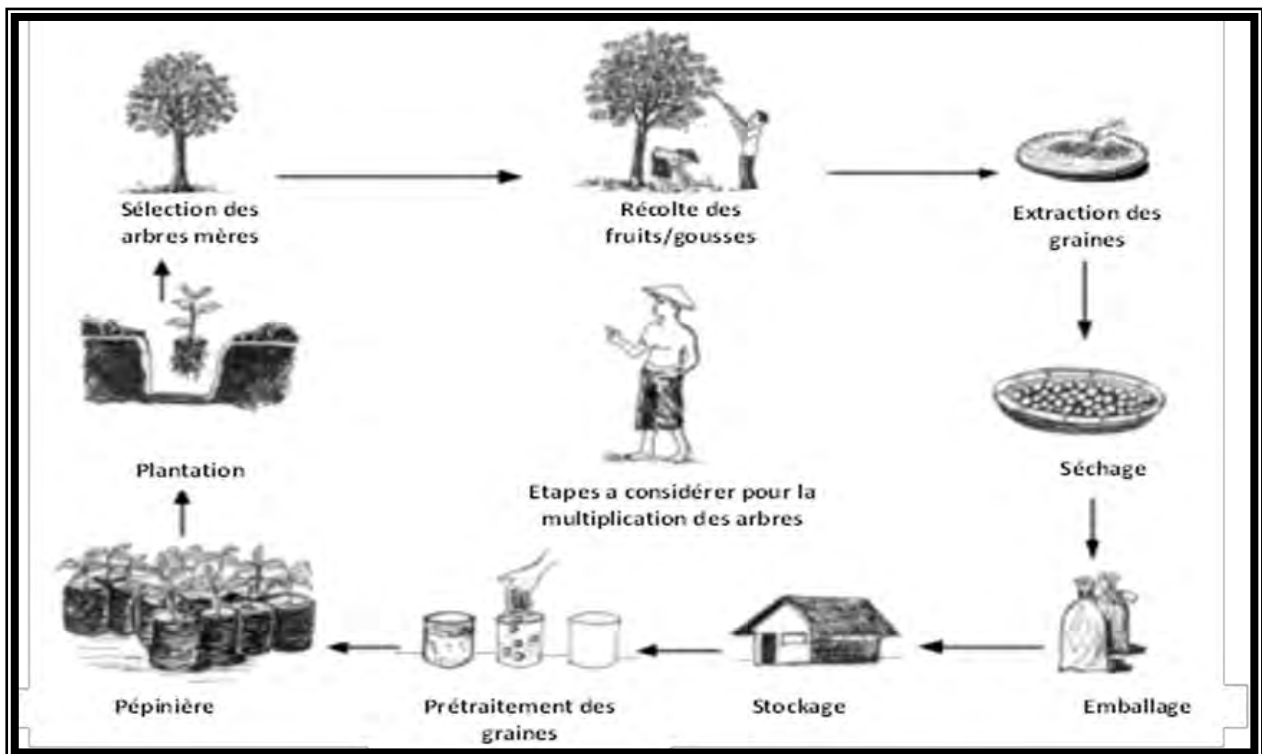 Sélection des
arbres mères
Récolte des
fruits/gousses
Extraction des
graines
Séchage
Emballage
Stockage
Prétraitement des
graines
Pépinière
Plantation
Etapes a considérer pour la
multiplication des arbres